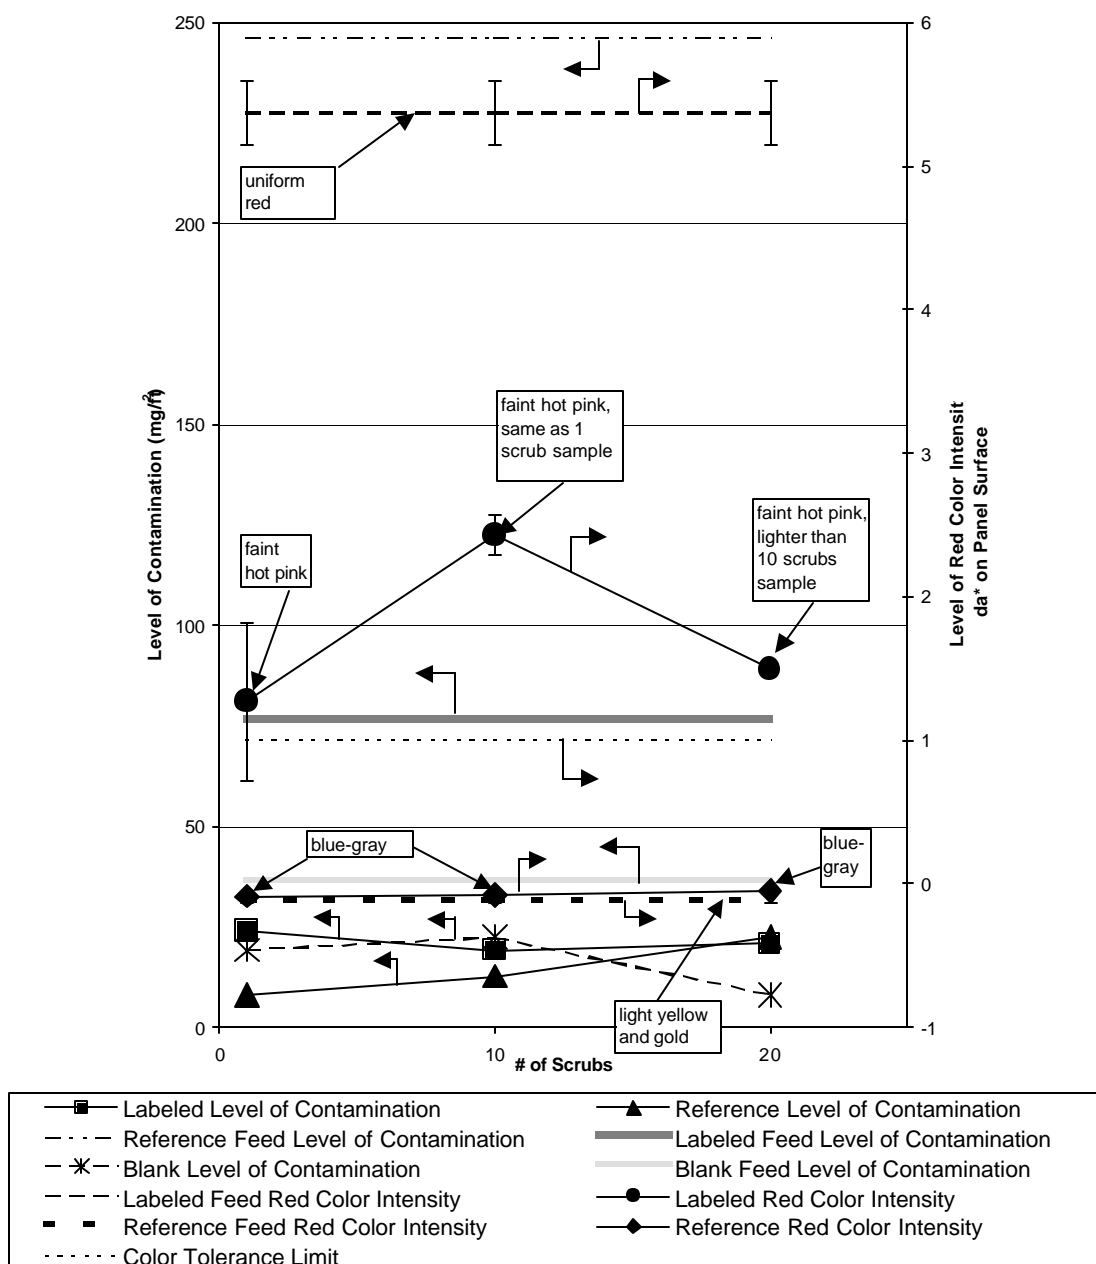 250
200
150
100
50
0
6
5
4
3
2
1
0
-1
Level of Contamination (mg/ft²)
Level of Red Color Intensit
da* on Panel Surface
uniform
red
faint hot pink,
same as 1
scrub sample
faint
hot pink
faint hot pink,
lighter than
10 scrubs
sample
blue-gray
blue-
gray
light yellow
and gold
0
10
20
# of Scrubs
Labeled Level of Contamination
Reference Level of Contamination
Reference Feed Level of Contamination
Labeled Feed Level of Contamination
Blank Level of Contamination
Blank Feed Level of Contamination
Labeled Feed Red Color Intensity
Labeled Red Color Intensity
Reference Feed Red Color Intensity
Reference Red Color Intensity
Color Tolerance Limit